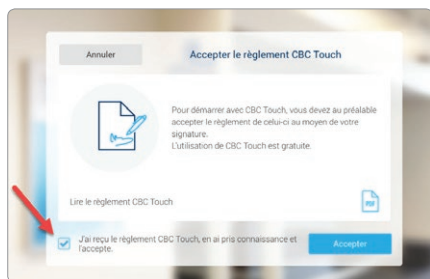 Annuler
Accepter le règlement CBC Touch
Pour démarrer avec CBC Touch, vous devez au préalable
accepter le règlement de celui-ci au moyen de votre
signature.
L'utilisation de CBC Touch est gratuite
Lire le règlement CBC Touch
PDF
J'ai reçu le règlement CBC Touch, en ai pris connaissance et
l'accepte.
Accepter